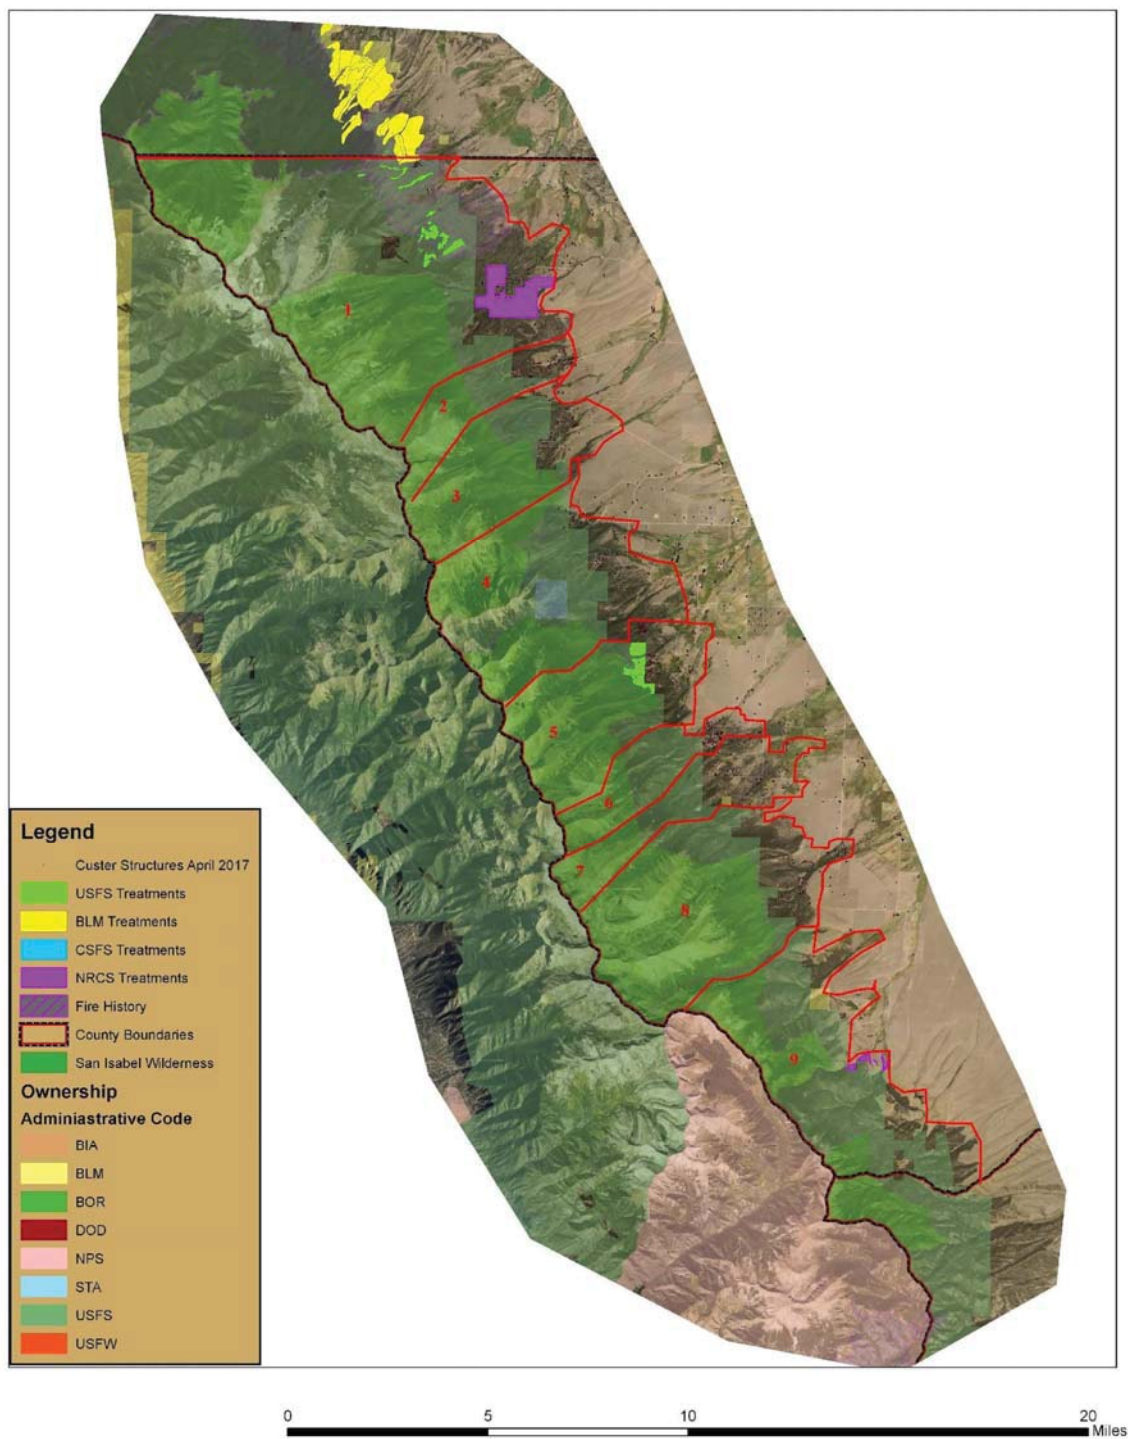 1
2
3
4
5
6
7
8
9
Legend
Custer Structures April 2017
USFS Treatments
BLM Treatments
CSFS Treatments
NRCS Treatments
Fire History
County Boundaries
San Isabel Wilderness
Ownership
Adminiastrative Code
BIA
BLM
BOR
DOD
NPS
STA
USFS
USFW
0 5 10 20
Miles